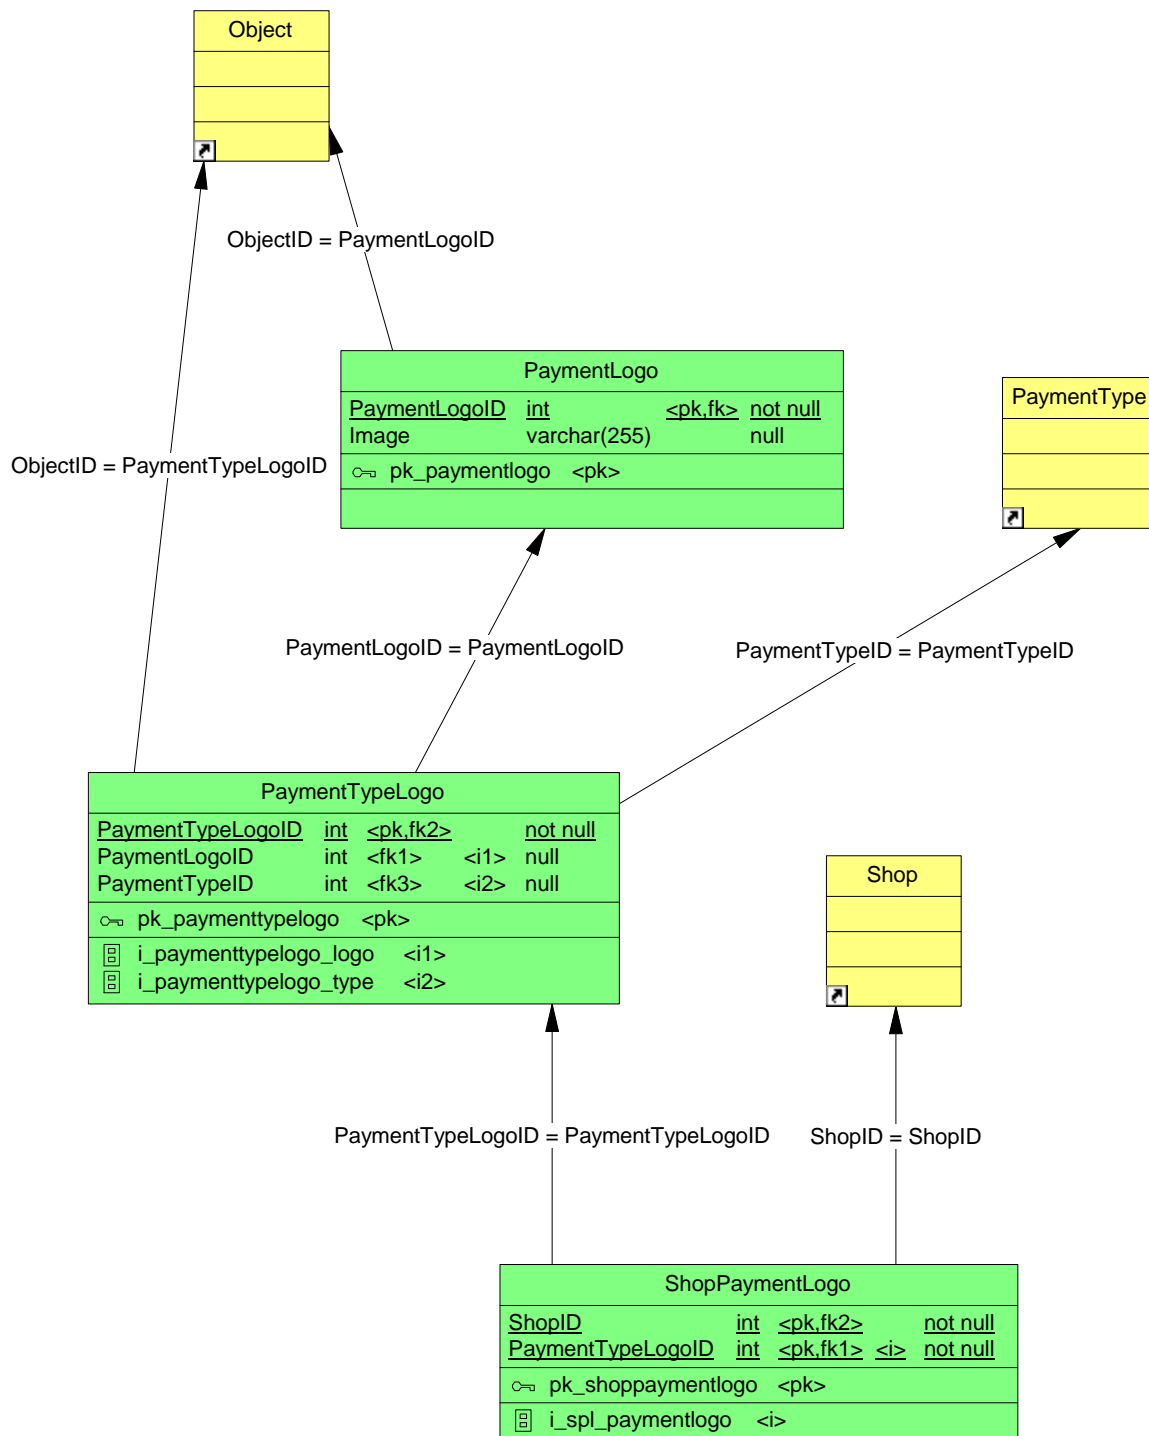 Object
ObjectID = PaymentLogoID
PaymentLogo
PaymentLogoID int <pk,fk> not null
Image varchar(255) null
pk_paymentlogo <pk>
PaymentType
ObjectID = PaymentTypeLogoID
PaymentLogoID = PaymentLogoID
PaymentTypeID = PaymentTypeID
PaymentTypeLogo
PaymentTypeLogoID int <pk,fk2> not null
PaymentLogoID int <fk1> <i1> null
PaymentTypeID int <fk3> <i2> null
pk_paymenttypelogo <pk>
i_paymenttypelogo_logo <i1>
i_paymenttypelogo_type <i2>
Shop
PaymentTypeLogoID = PaymentTypeLogoID
ShopID = ShopID
ShopPaymentLogo
ShopID int <pk,fk2> not null
PaymentTypeLogoID int <pk,fk1> <i> not null
pk_shoppaymentlogo <pk>
i_spl_paymentlogo <i>